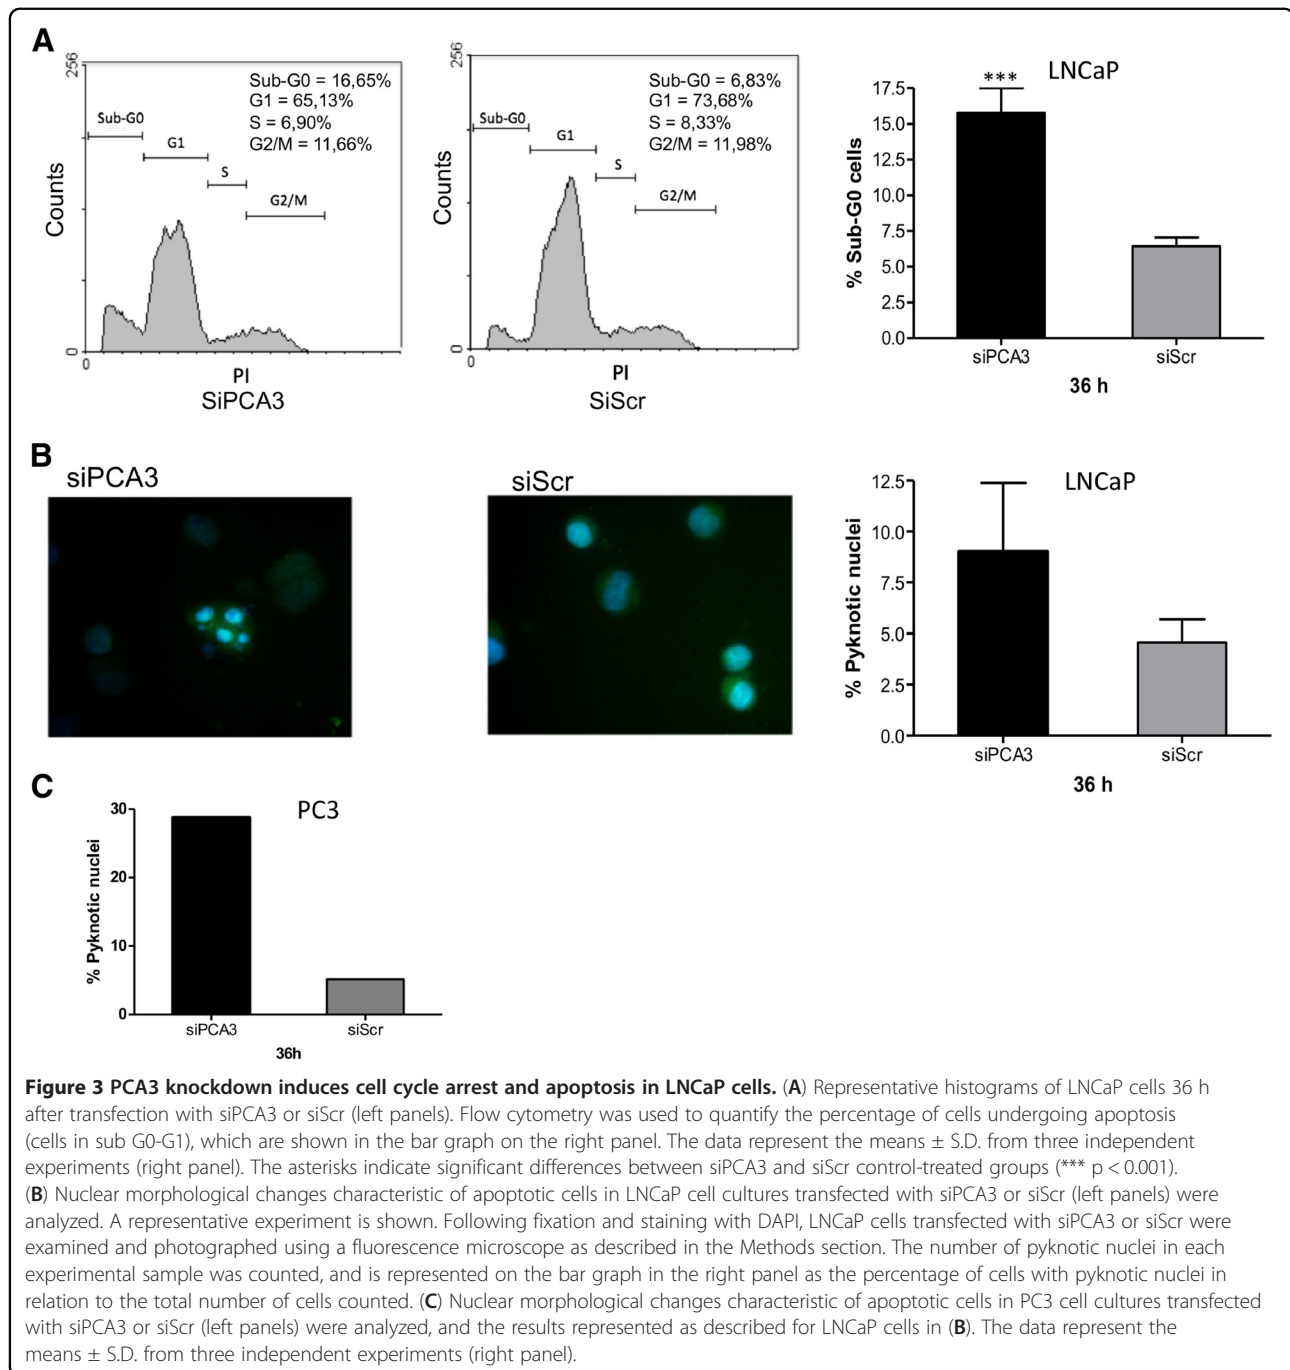 A
256
Counts
0
0
Sub-G0
G1
S
G2/M
Sub-G0 = 16,65%
G1 = 65,13%
S = 6,90%
G2/M = 11,66%
PI
SiPCA3
256
Counts
0
0
Sub-G0
G1
S
G2/M
Sub-G0 = 6,83%
G1 = 73,68%
S = 8,33%
G2/M = 11,98%
PI
SiScr
LNCaP
***
% Sub-G0 cells
17.5
15.0
12.5
10.0
7.5
5.0
2.5
0.0
siPCA3 siScr
36 h
B
siPCA3
siScr
LNCaP
% Pyknotic nuclei
12.5
10.0
7.5
5.0
2.5
0.0
siPCA3 siScr
36 h
C
PC3
% Pyknotic nuclei
30
20
10
0
siPCA3 siScr
36h
Figure 3 PCA3 knockdown induces cell cycle arrest and apoptosis in LNCaP cells. (A) Representative histograms of LNCaP cells 36 h
after transfection with siPCA3 or siScr (left panels). Flow cytometry was used to quantify the percentage of cells undergoing apoptosis
(cells in sub G0-G1), which are shown in the bar graph on the right panel. The data represent the means ± S.D. from three independent
experiments (right panel). The asterisks indicate significant differences between siPCA3 and siScr control-treated groups (*** p < 0.001).
(B) Nuclear morphological changes characteristic of apoptotic cells in LNCaP cell cultures transfected with siPCA3 or siScr (left panels) were
analyzed. A representative experiment is shown. Following fixation and staining with DAPI, LNCaP cells transfected with siPCA3 or siScr were
examined and photographed using a fluorescence microscope as described in the Methods section. The number of pyknotic nuclei in each
experimental sample was counted, and is represented on the bar graph in the right panel as the percentage of cells with pyknotic nuclei in
relation to the total number of cells counted. (C) Nuclear morphological changes characteristic of apoptotic cells in PC3 cell cultures transfected
with siPCA3 or siScr (left panels) were analyzed, and the results represented as described for LNCaP cells in (B). The data represent the
means ± S.D. from three independent experiments (right panel).